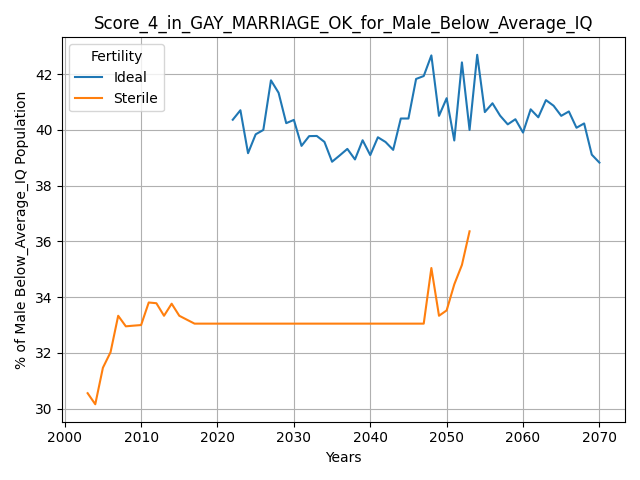 Score_4_in_GAY_MARRIAGE_OK_for_Male_Below_Average_IQ
Fertility
Ideal
Sterile
% of Male Below_Average_IQ Population
42
40
38
36
34
32
30
2000 2010 2020 2030 2040 2050 2060 2070
Years